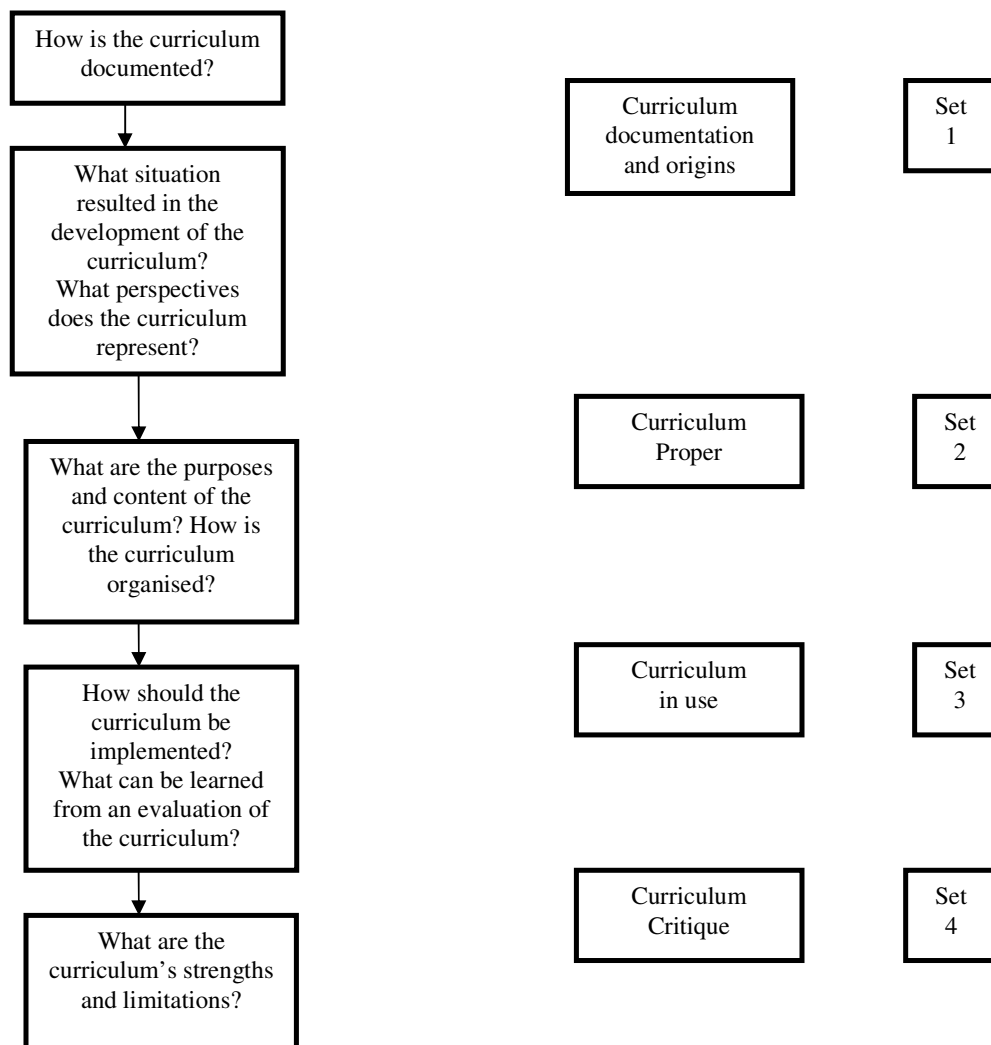 How is the curriculum
documented?
What situation
resulted in the
development of the
curriculum?
What perspectives
does the curriculum
represent?
What are the purposes
and content of the
curriculum? How is
the curriculum
organised?
How should the
curriculum be
implemented?
What can be learned
from an evaluation of
the curriculum?
What are the
curriculum’s strengths
and limitations?
Curriculum
documentation
and origins
Curriculum
Proper
Curriculum
in use
Curriculum
Critique
Set
1
Set
2
Set
3
Set
4